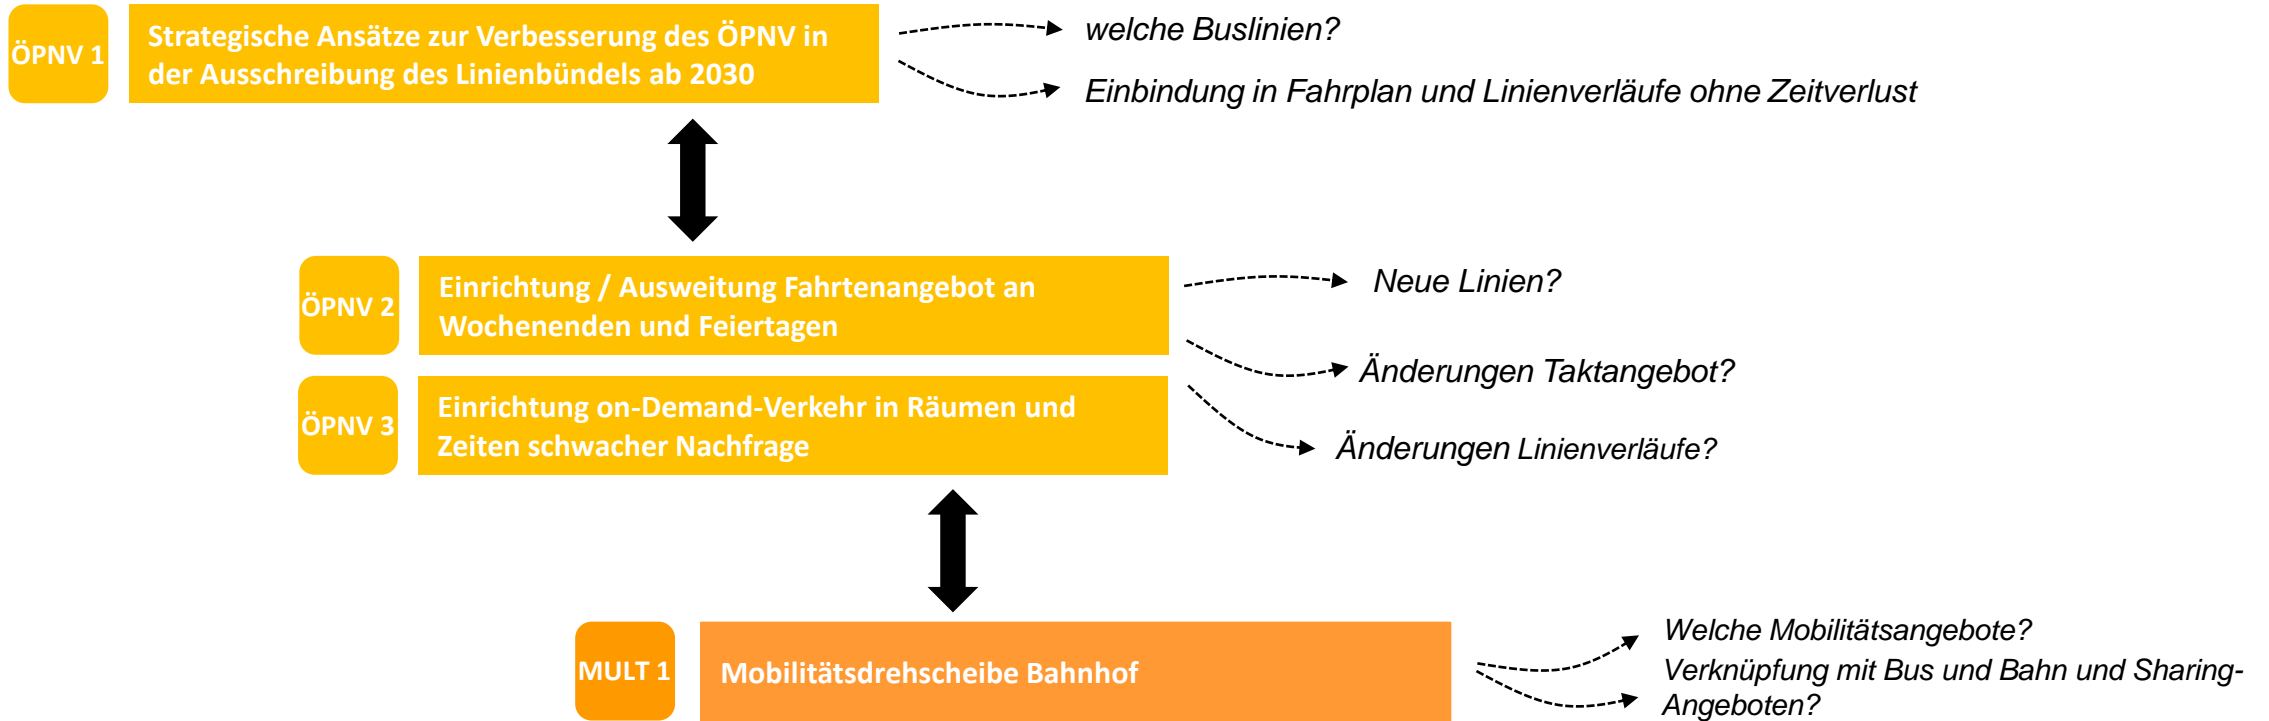 ÖPNV 1
Strategische Ansätze zur Verbesserung des ÖPNV in
der Ausschreibung des Linienbündels ab 2030
welche Buslinien?
Einbindung in Fahrplan und Linienverläufe ohne Zeitverlust
ÖPNV 2
Einrichtung / Ausweitung Fahrtenangebot an
Wochenenden und Feiertagen
Neue Linien?
Änderungen Taktangebot?
ÖPNV 3
Einrichtung on-Demand-Verkehr in Räumen und
Zeiten schwacher Nachfrage
Änderungen Linienverläufe?
MULT 1
Mobilitätsdrehscheibe Bahnhof
Welche Mobilitätsangebote?
Verknüpfung mit Bus und Bahn und Sharing-
Angeboten?